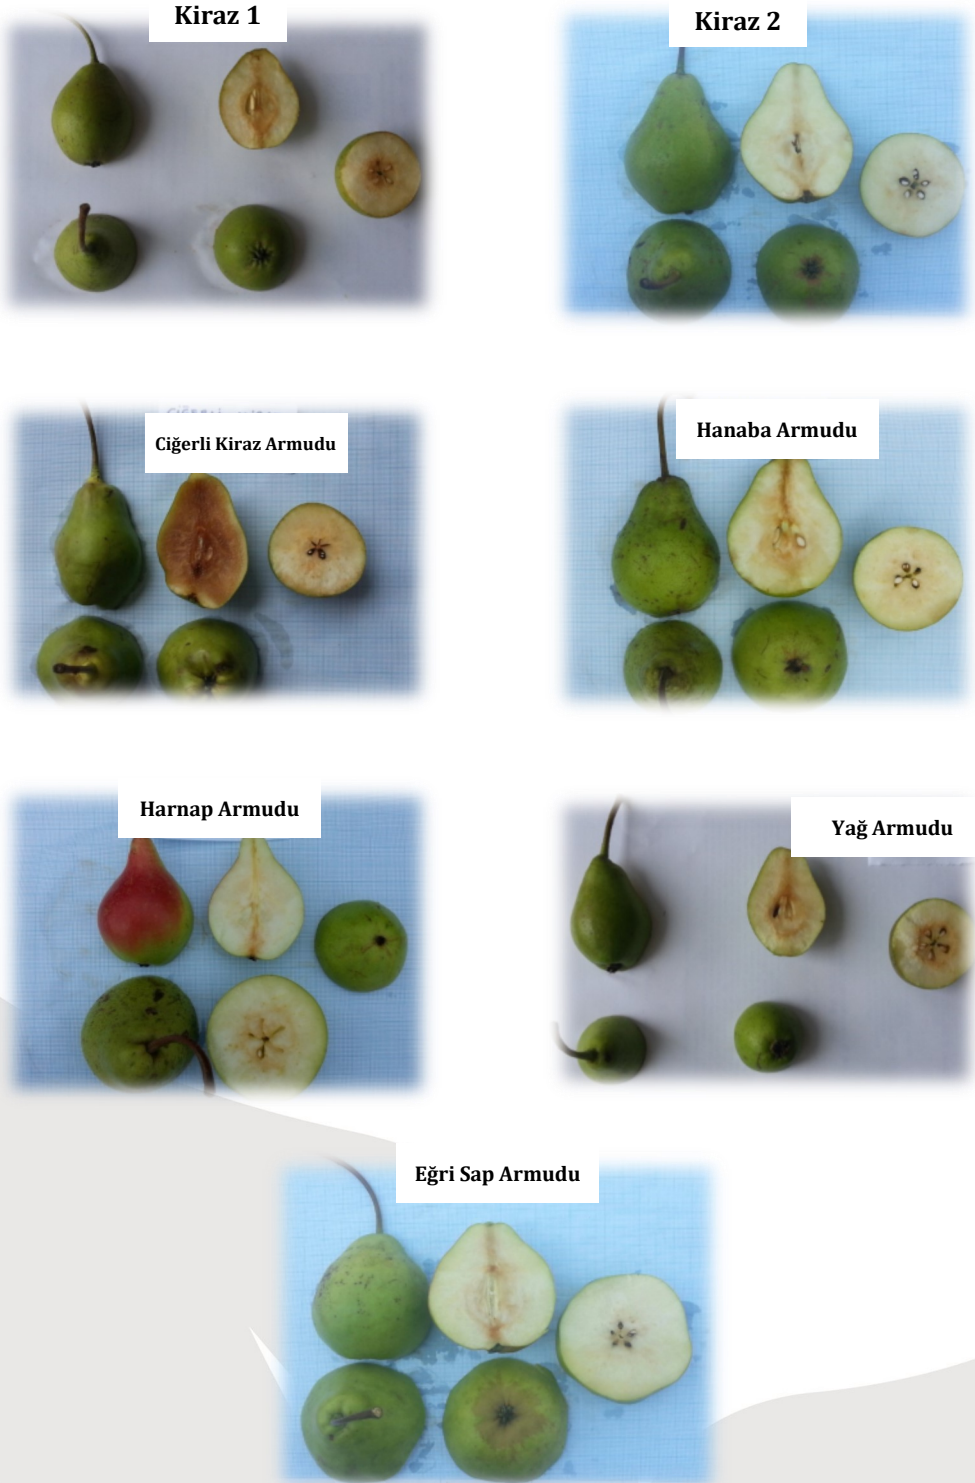 Kiraz 1
Kiraz 2
Ciğerli Kiraz Armudu
Hanaba Armudu
Harnap Armudu
Yağ Armudu
Eğri Sap Armudu